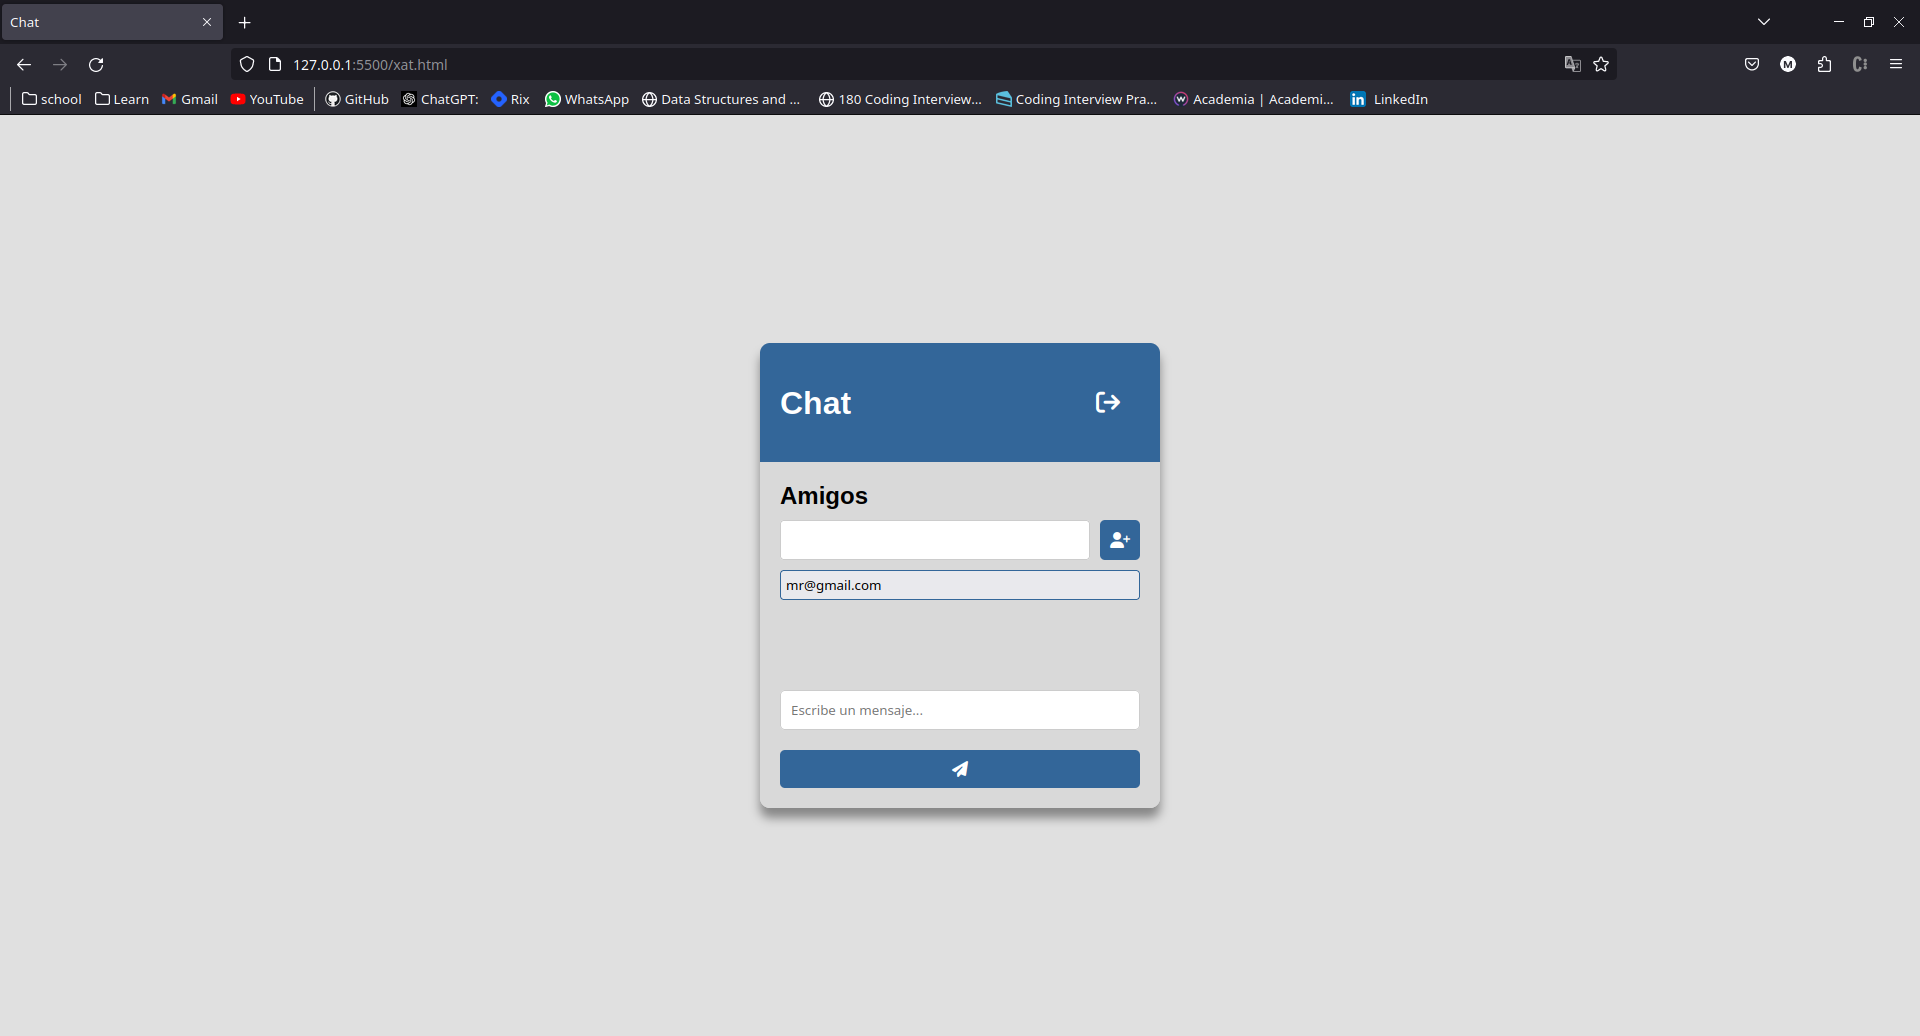 Chat
127.0.0.1:5500/xat.html
school Learn Gmail YouTube GitHub ChatGPT: Rix WhatsApp Data Structures and ... 180 Coding Interview... Coding Interview Pra... Academia | Academi... LinkedIn
Chat
Amigos
mr@gmail.com
Escribe un mensaje...